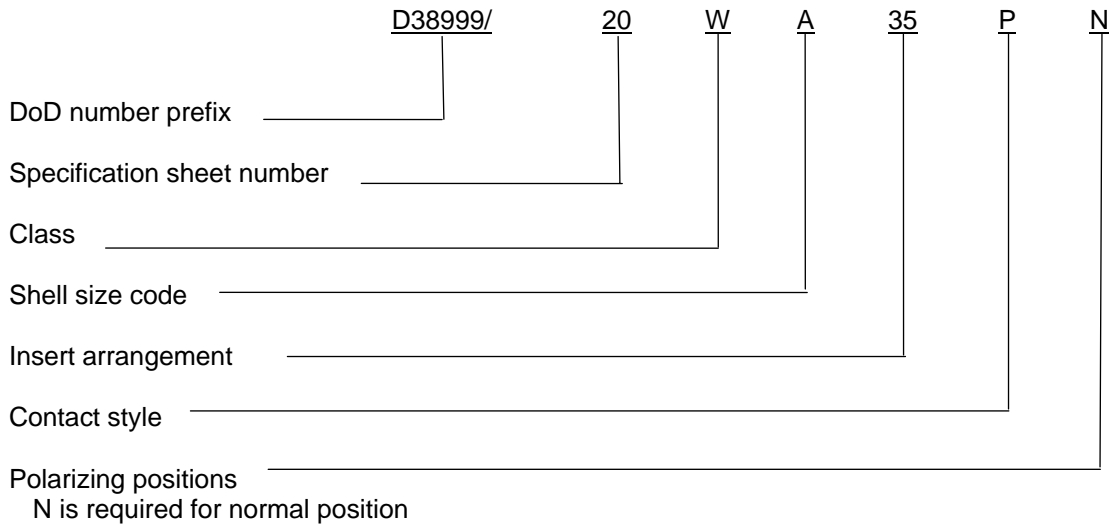 D38999/ 20 W A 35 P N
DoD number prefix
Specification sheet number
Class
Shell size code
Insert arrangement
Contact style
Polarizing positions
N is required for normal position